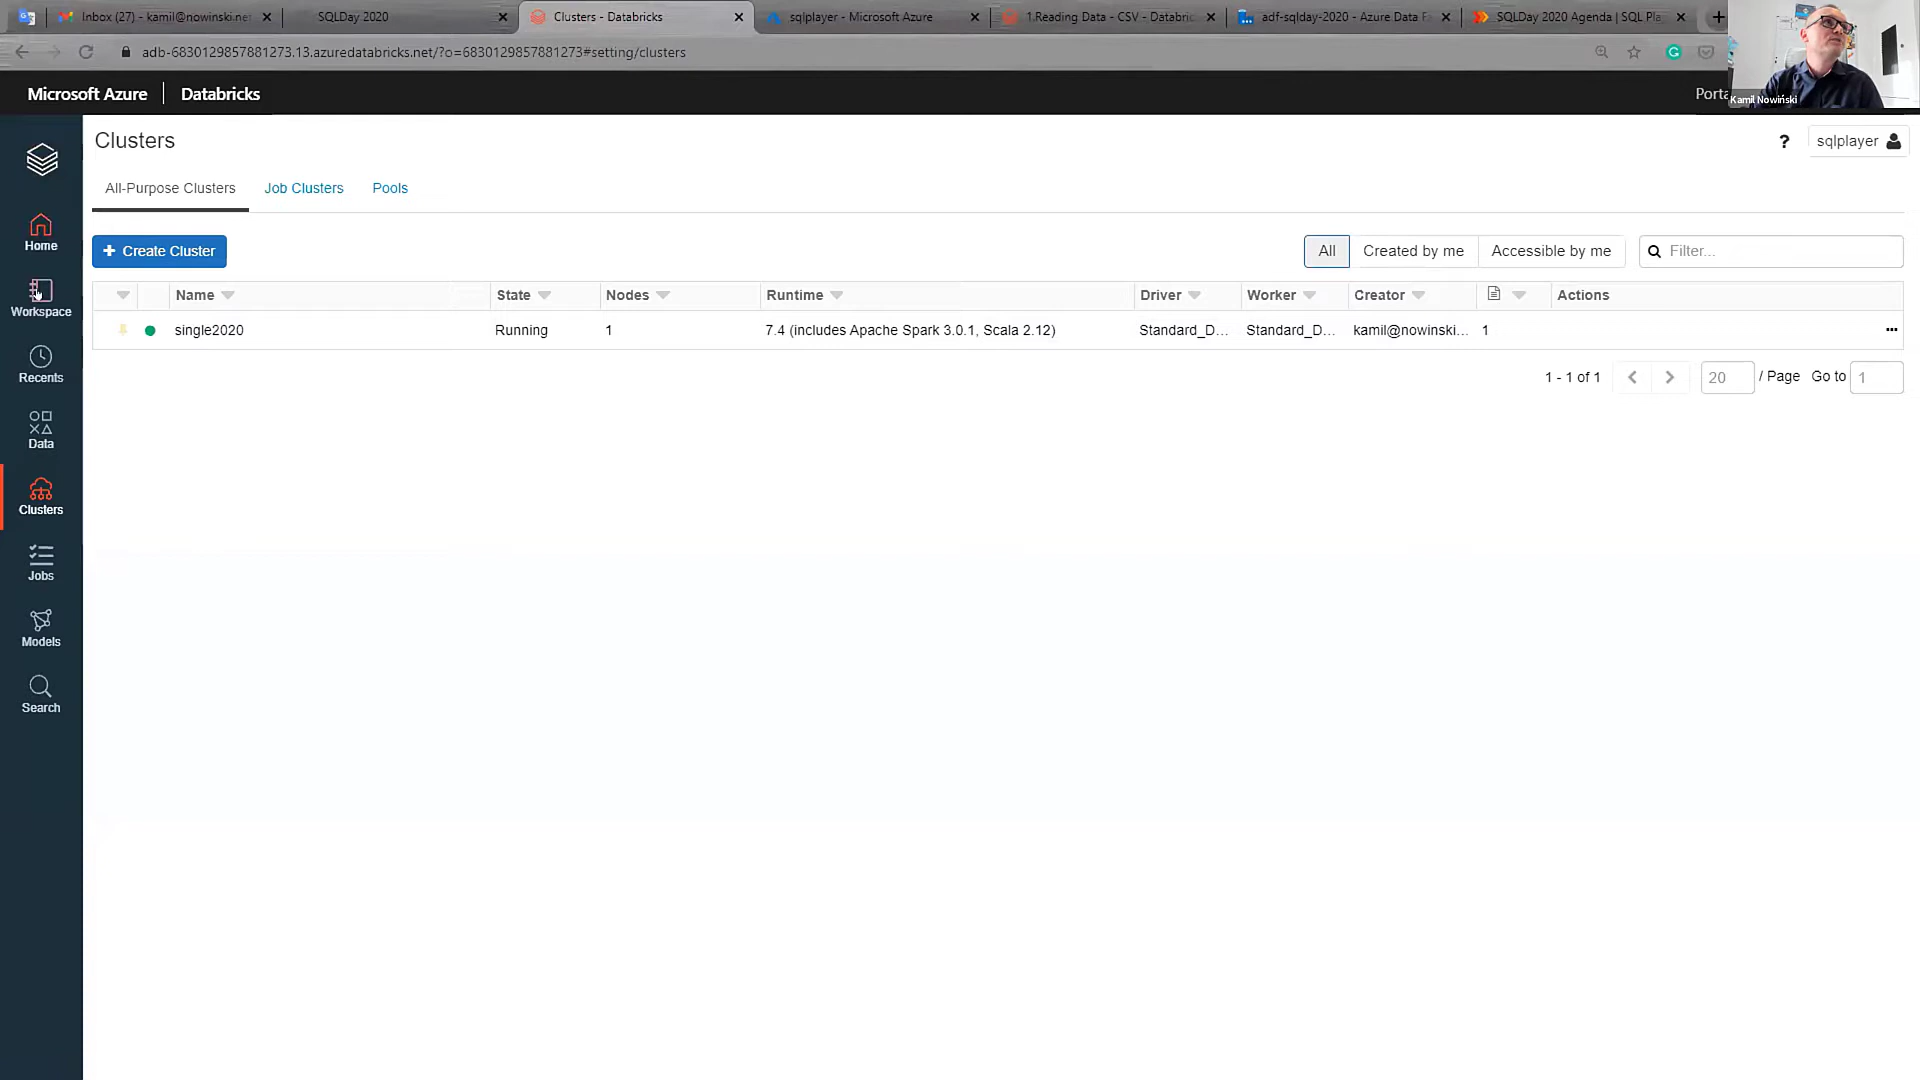 Inbox (27) - kamil@nowinski.net
SQLDay 2020
Clusters - Databricks
sqlplayer - Microsoft Azure
1.Reading Data - CSV - Databric
adf-sqlday-2020 - Azure Data Fa
SQLDay 2020 Agenda | SQL Pla
adb-6830129857881273.13.azuredatabricks.net/?o=6830129857881273#setting/clusters
Microsoft Azure | Databricks
Porta
Kamil Nowiński
Clusters
? sqlplayer
All-Purpose Clusters Job Clusters Pools
+ Create Cluster
All Created by me Accessible by me Filter...
Name State Nodes Runtime Driver Worker Creator Actions
single2020 Running 1 7.4 (includes Apache Spark 3.0.1, Scala 2.12) Standard_D... Standard_D... kamil@nowinski... 1 ...
1 - 1 of 1 20 / Page Go to 1
Home
Workspace
Recents
Data
Clusters
Jobs
Models
Search